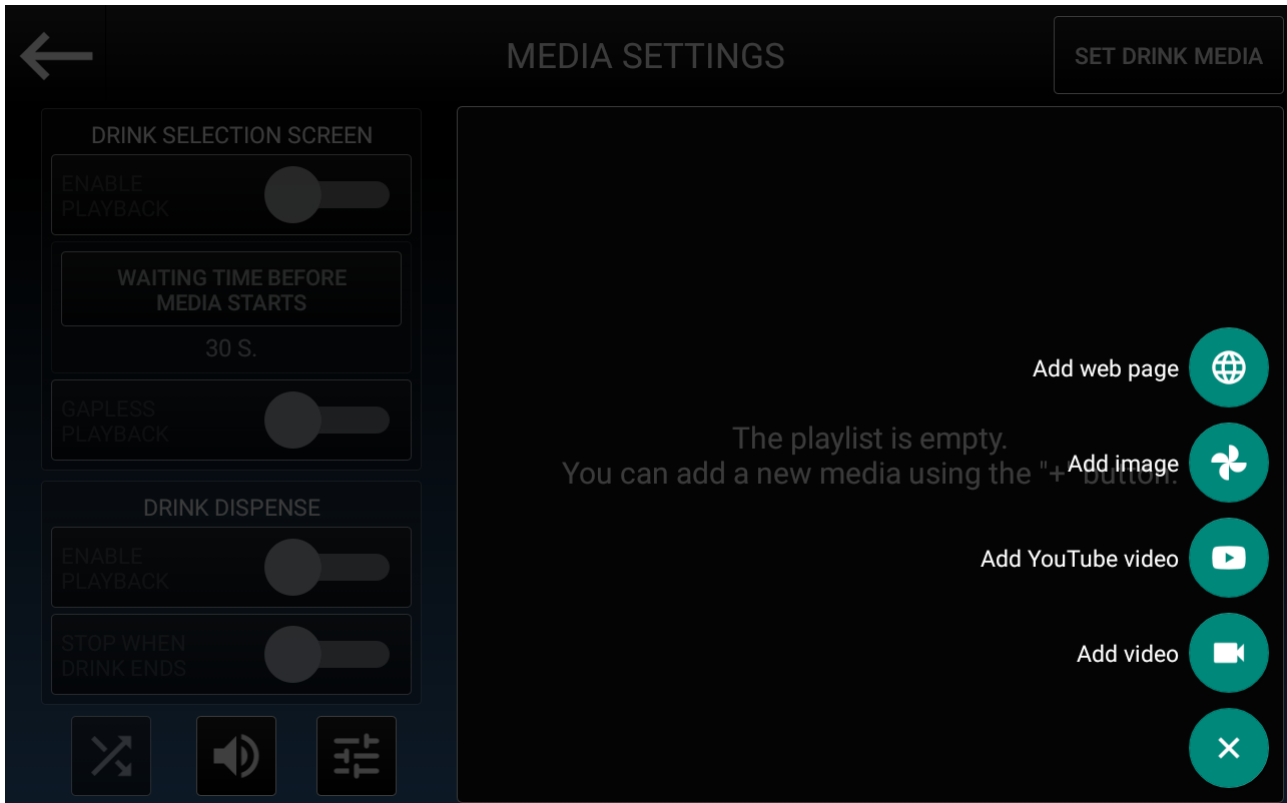 MEDIA SETTINGS
SET DRINK MEDIA
DRINK SELECTION SCREEN
ENABLE
PLAYBACK
WAITING TIME BEFORE
MEDIA STARTS
30 S.
GAPLESS
PLAYBACK
DRINK DISPENSE
ENABLE
PLAYBACK
STOP WHEN
DRINK ENDS
The playlist is empty.
You can add a new media using the "+" button.
Add web page
Add image
Add YouTube video
Add video